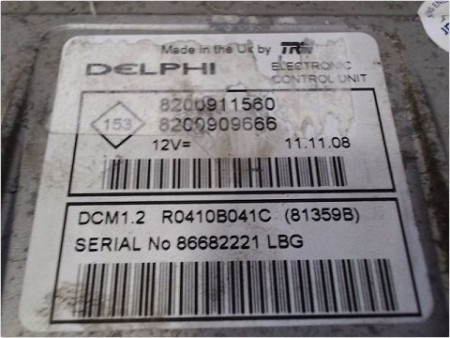 Made in the UK by TRW
DELPHI ELECTRONIC
CONTROL UNIT
153
8200911560
8200909666
12V= 11.11.08
DCM1.2 R0410B041C (81359B)
SERIAL No 86682221 LBG